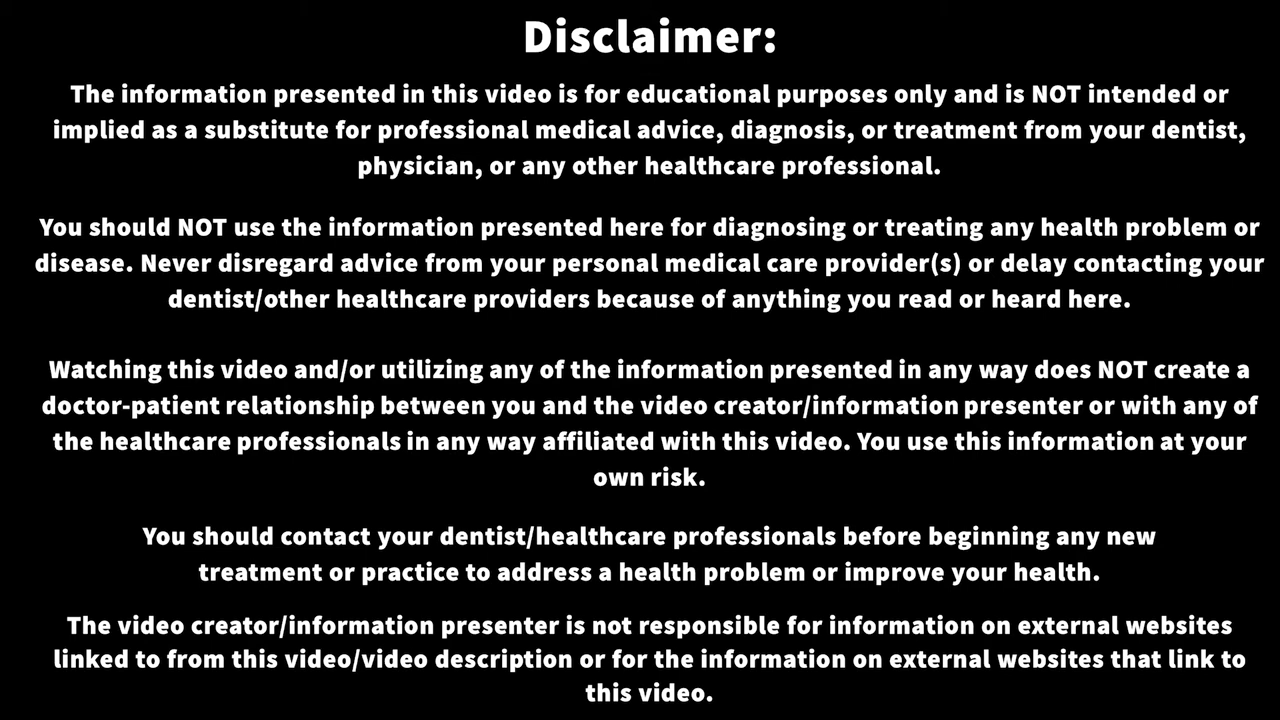 Disclaimer:
The information presented in this video is for educational purposes only and is NOT intended or
implied as a substitute for professional medical advice, diagnosis, or treatment from your dentist,
physician, or any other healthcare professional.
You should NOT use the information presented here for diagnosing or treating any health problem or
disease. Never disregard advice from your personal medical care provider(s) or delay contacting your
dentist/other healthcare providers because of anything you read or heard here.
Watching this video and/or utilizing any of the information presented in any way does NOT create a
doctor-patient relationship between you and the video creator/information presenter or with any of
the healthcare professionals in any way affiliated with this video. You use this information at your
own risk.
You should contact your dentist/healthcare professionals before beginning any new
treatment or practice to address a health problem or improve your health.
The video creator/information presenter is not responsible for information on external websites
linked to from this video/video description or for the information on external websites that link to
this video.